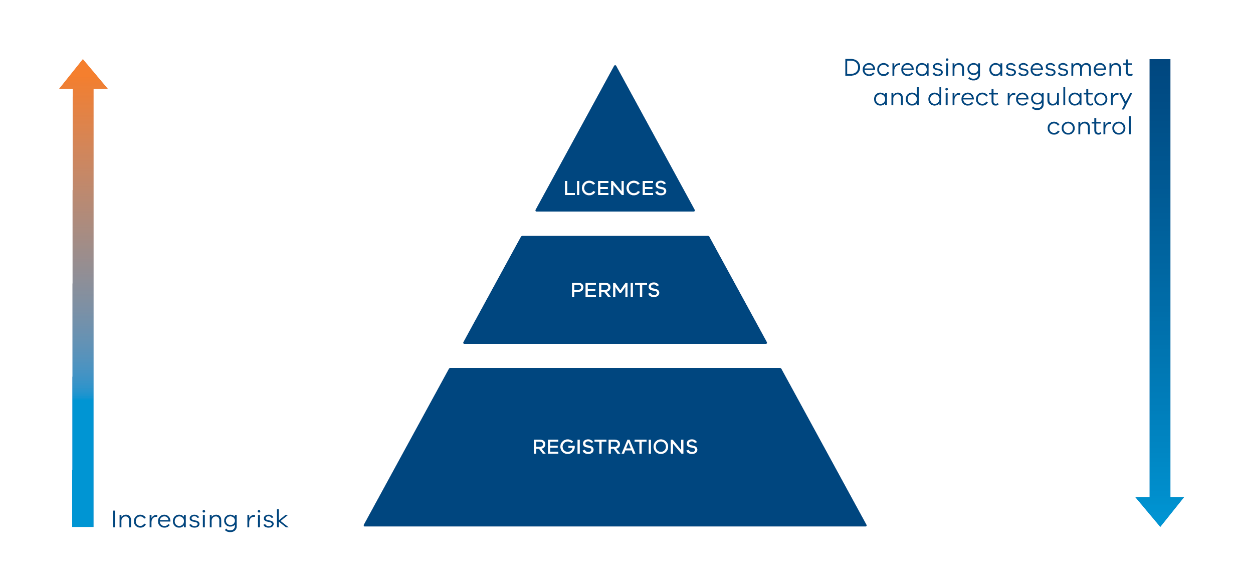 Decreasing assessment
and direct regulatory
control
LICENCES
PERMITS
REGISTRATIONS
Increasing risk